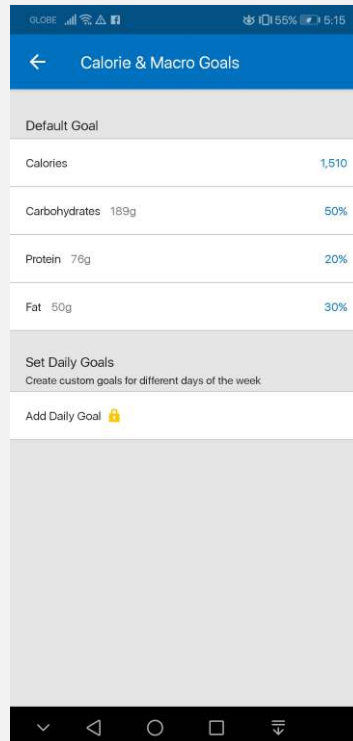 GLOBE 55% 5:15
Calorie & Macro Goals
Default Goal
Calories 1,510
Carbohydrates 189g 50%
Protein 76g 20%
Fat 50g 30%
Set Daily Goals
Create custom goals for different days of the week
Add Daily Goal